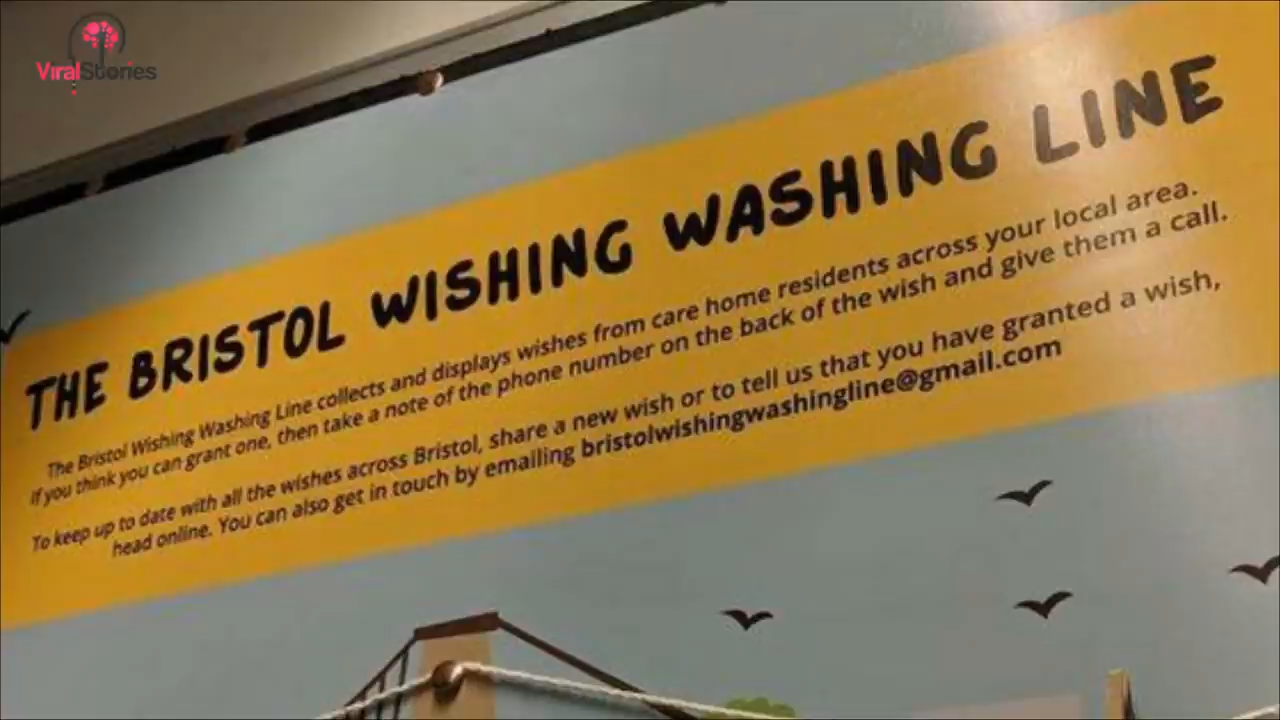 ViralStories
THE BRISTOL WISHING WASHING LINE
The Bristol Wishing Washing Line collects and displays wishes from care home residents across your local area.
If you think you can grant one, then take a note of the phone number on the back of the wish and give them a call.
To keep up to date with all the wishes across Bristol, share a new wish or to tell us that you have granted a wish,
head online. You can also get in touch by emailing bristolwishingwashingline@gmail.com